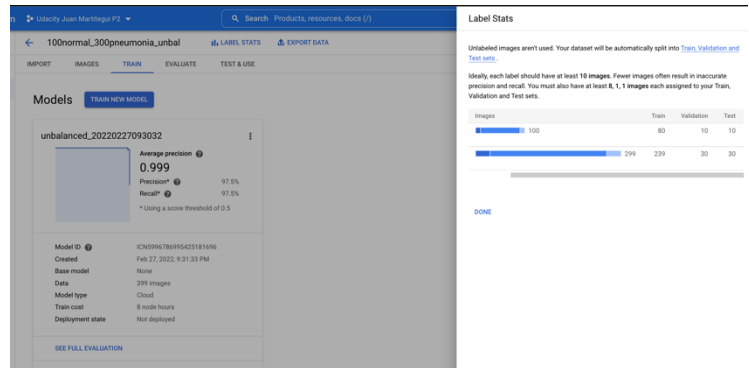 Udacity Juan Martitegui P2
Search Products, resources, docs (/)
100normal_300pneumonia_unbal
LABEL STATS
EXPORT DATA
IMPORT IMAGES TRAIN EVALUATE TEST & USE
Models
TRAIN NEW MODEL
unbalanced_20220227093032
Average precision
0.999
Precision* 97.5%
Recall* 97.5%
* Using a score threshold of 0.5
Model ID ICN5996786995425181696
Created Feb 27, 2022, 9:31:33 PM
Base model None
Data 399 images
Model type Cloud
Train cost 8 node hours
Deployment state Not deployed
SEE FULL EVALUATION
Label Stats
Unlabeled images aren't used. Your dataset will be automatically split into Train, Validation and
Test sets .
Ideally, each label should have at least 10 images. Fewer images often result in inaccurate
precision and recall. You must also have at least 8, 1, 1 images each assigned to your Train,
Validation and Test sets.
Images Train Validation Test
100 80 10 10
299 239 30 30
DONE